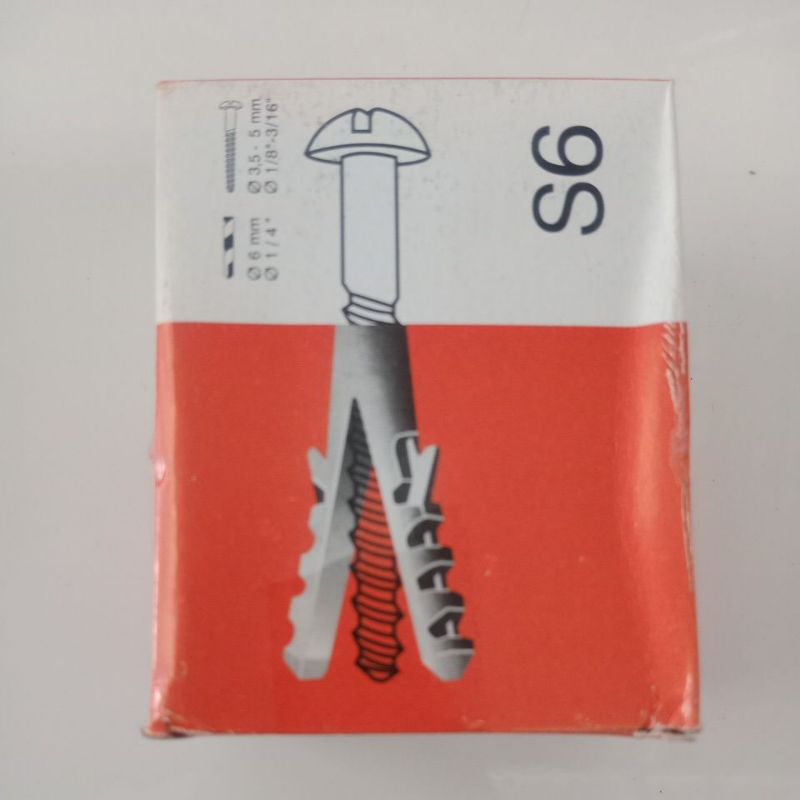 S6
Ø 3,5 - 5 mm
Ø 1/8"-3/16"
Ø 6 mm
Ø 1/4"